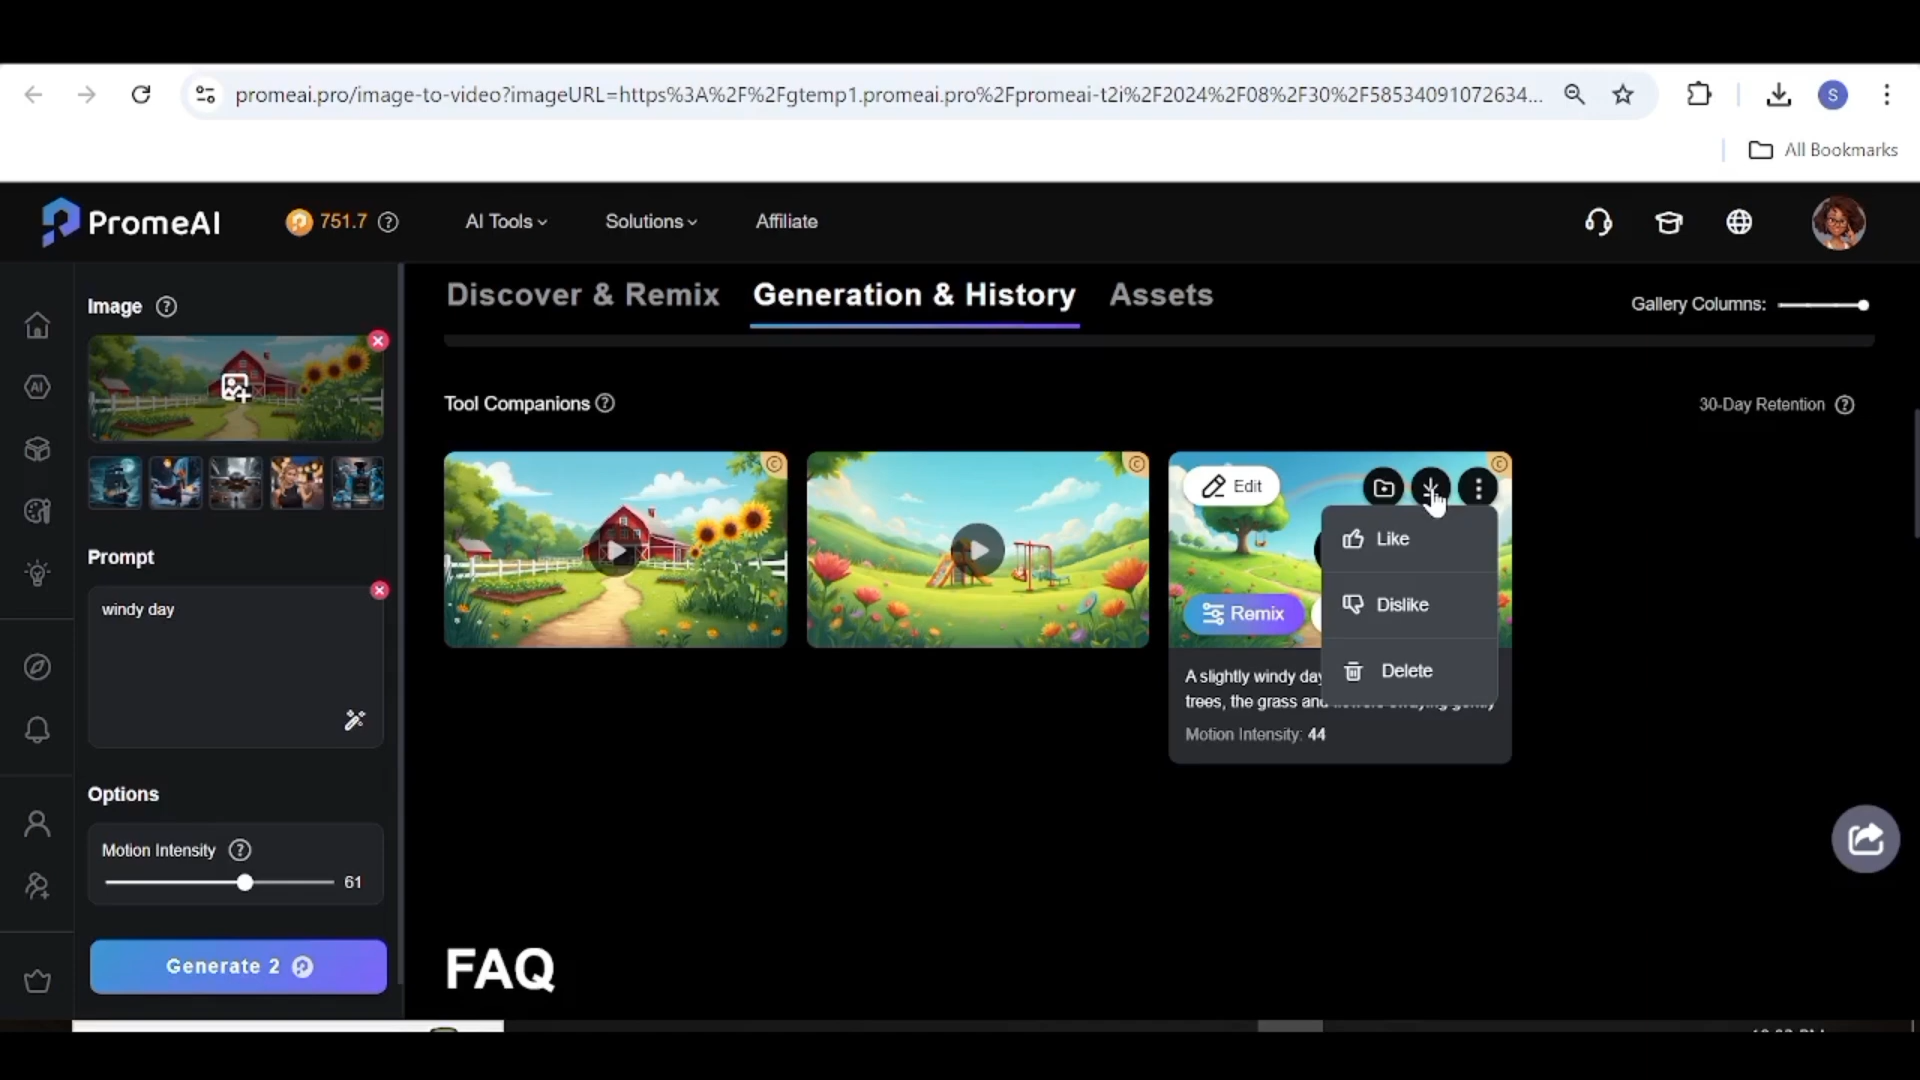 promeai.pro/image-to-video?imageURL=https%3A%2F%2Fgtemp1.promeai.pro%2Fpromeai-t2i%2F2024%2F08%2F30%2F58534091072634...
S
All Bookmarks
PromeAI
751.7
AI Tools
Solutions
Affiliate
Image
Discover & Remix
Generation & History
Assets
Gallery Columns:
AI
Tool Companions
30-Day Retention
Edit
Like
Dislike
Delete
Remix
A slightly windy day
trees, the grass and
Motion Intensity: 44
Prompt
windy day
Options
Motion Intensity
61
Generate 2
FAQ